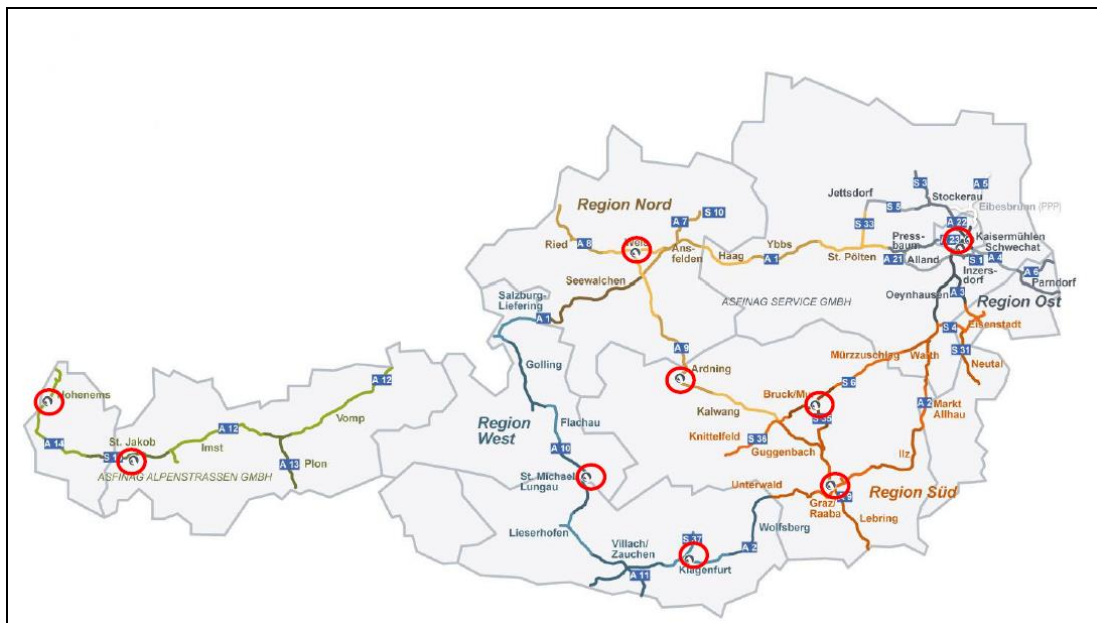 S 3
A 5
Jettsdorf
Stockerau
S 5
Eibesbrunn (PPP)
Region Nord
A 7
S 10
S 33
A 22
Press-
baum
Kaisermühlen
Schwechat
Ried
A 8
Wels
Ans-
felden
Haag
Ybbs
A 1
St. Pölten
A 21
Alland
S 1
A 4
Inzers-
dorf
A 6
Parndorf
Seewalchen
Salzburg-
Liefering
A 1
ASFINAG SERVICE GMBH
Oeynhausen
A 3
Region Ost
S 4
Eisenstadt
Golling
A 9
Ardning
Mürzzuschlag
Warth
S 31
Neutal
S 6
A 12
Hohenems
Bruck/Mur
S 35
A 2
Markt
Allhau
Vomp
Region
West
Flachau
Kalwang
Knittelfeld
S 36
Guggenbach
A 14
St. Jakob
A 12
Imst
A 10
Ilz
A 13
Plon
ASFINAG ALPENSTRASSEN GMBH
St. Michael/
Lungau
Unterwald
Graz/
Raaba
Region Süd
Lebring
Lieserhofen
Wolfsberg
S 37
A 2
Villach/
Zauchen
A 11
Klagenfurt